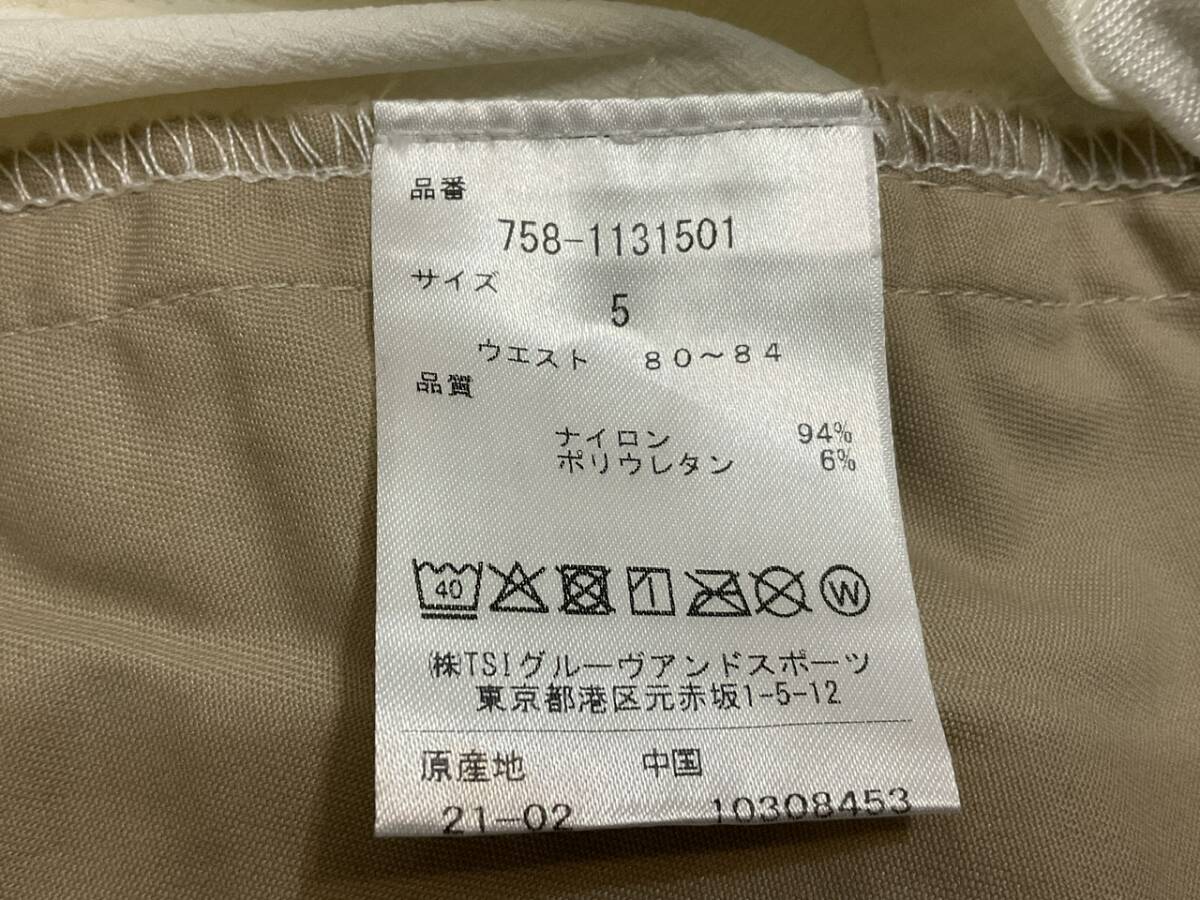 品番
758-1131501
サイズ
5
ウエスト 80～84
品質
ナイロン 94%
ポリウレタン 6%
40
W
㈱TSIグルーヴアンドスポーツ
東京都港区元赤坂1-5-12
原産地 中国
21-02 10308453